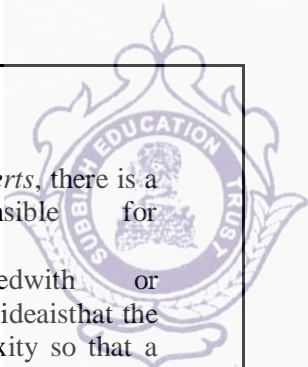 erts, there is a
nsible for
edwith or
ideaisthat the
xity so that a
SUBBIAH EDUCATION TRUST